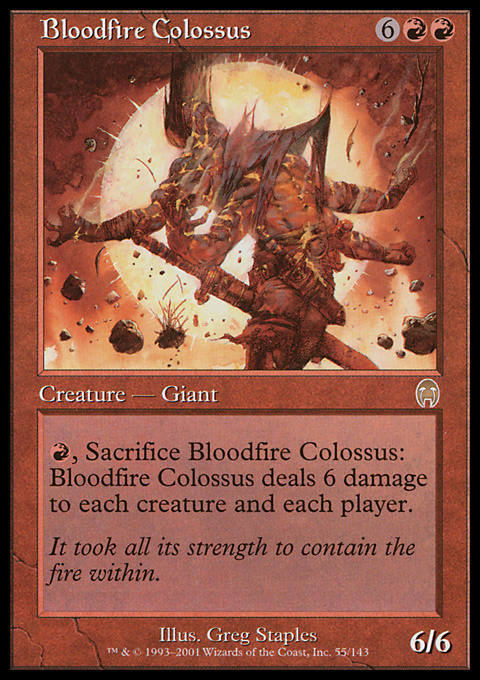 Bloodfire Colossus 6
Creature — Giant
, Sacrifice Bloodfire Colossus:
Bloodfire Colossus deals 6 damage
to each creature and each player.
It took all its strength to contain the
fire within.
Illus. Greg Staples
™ & © 1993–2001 Wizards of the Coast, Inc. 55/143
6/6